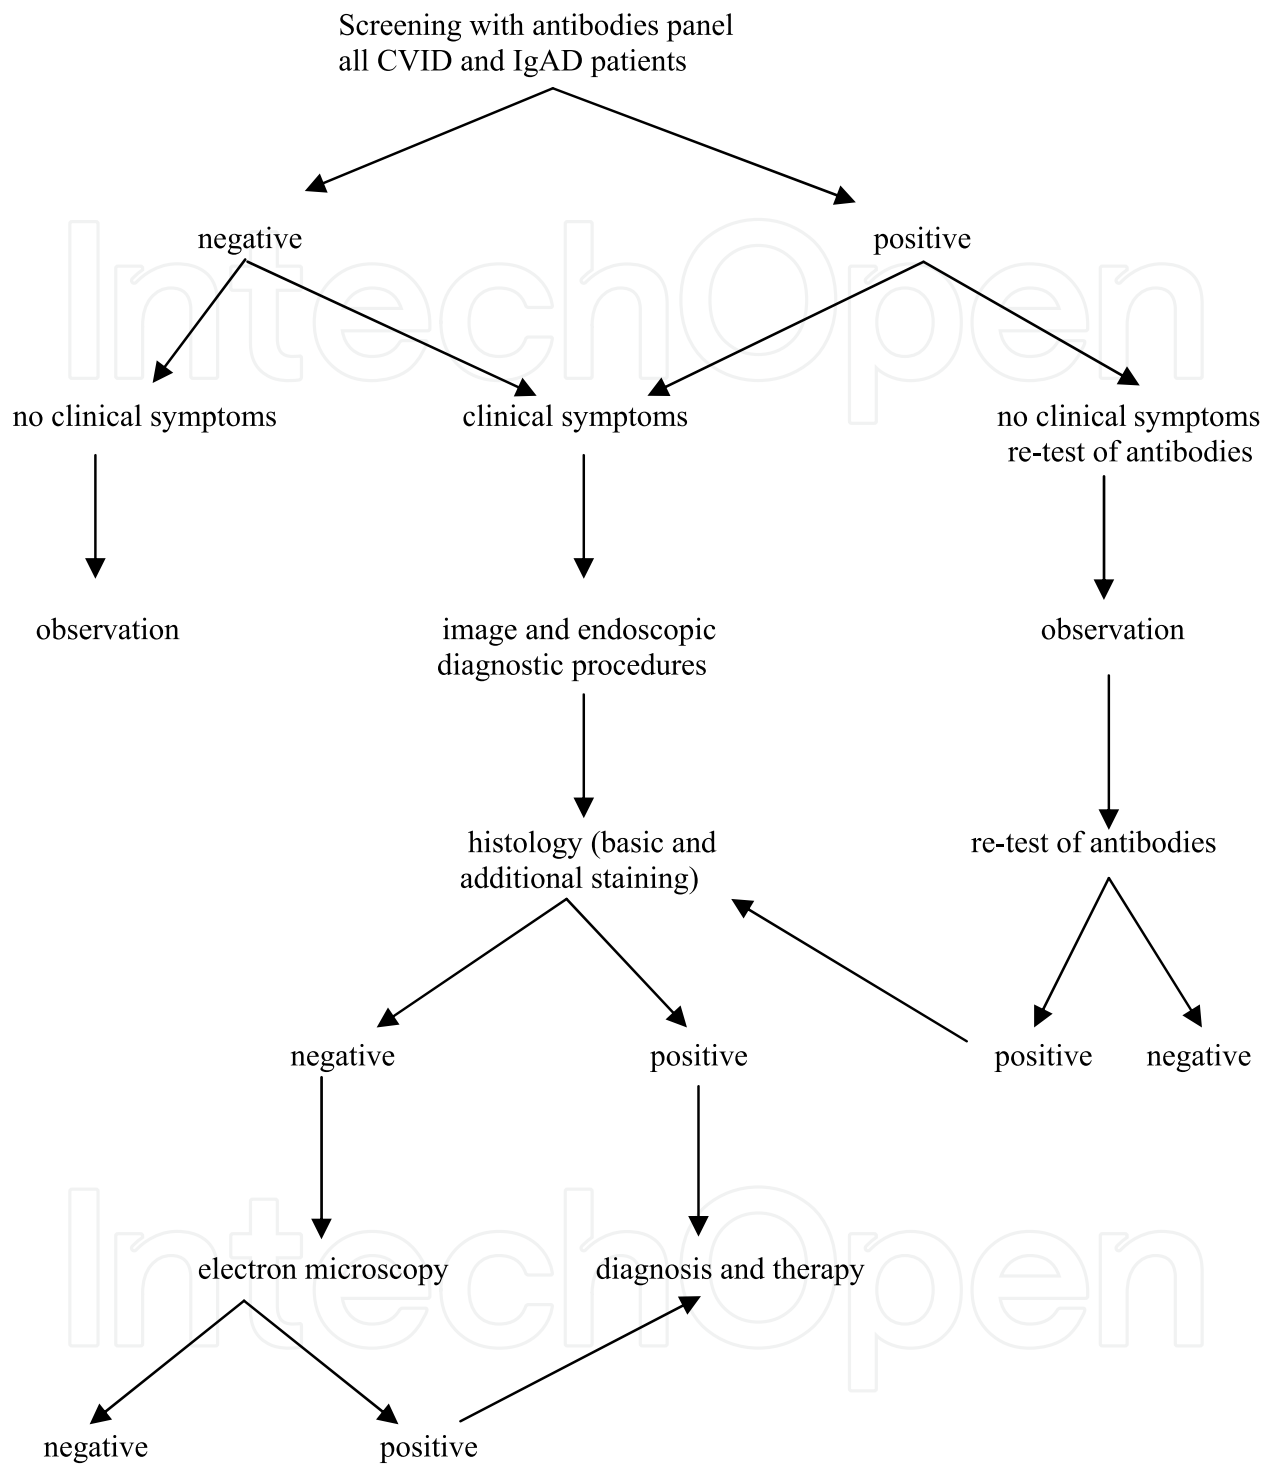 Screening with antibodies panel
all CVID and IgAD patients
negative
positive
no clinical symptoms
clinical symptoms
no clinical symptoms
re-test of antibodies
observation
image and endoscopic
diagnostic procedures
observation
histology (basic and
additional staining)
re-test of antibodies
negative
positive
positive
negative
electron microscopy
diagnosis and therapy
negative
positive
IntechOpen
IntechOpen